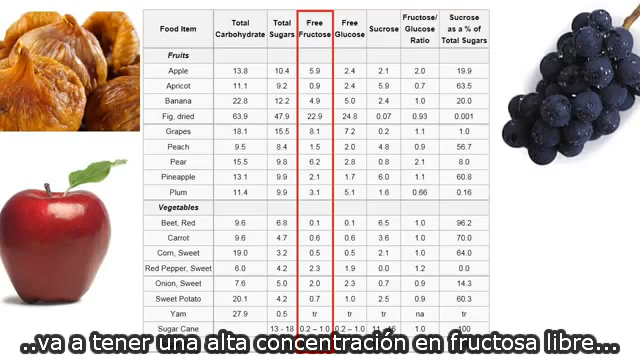 Food Item Total Carbohydrate Total Sugars Free Fructose Free Glucose Sucrose Fructose/ Glucose Ratio Sucrose as a % of Total Sugars
Fruits
Apple 13.8 10.4 5.9 2.4 2.1 2.0 19.9
Apricot 11.1 9.2 0.9 2.4 5.9 0.7 63.5
Banana 22.8 12.2 4.9 5.0 2.4 1.0 20.0
Fig, dried 63.9 47.9 22.9 24.8 0.07 0.93 0.001
Grapes 18.1 15.5 8.1 7.2 0.2 1.1 1.0
Peach 9.5 8.4 1.5 2.0 4.8 0.9 56.7
Pear 15.5 9.8 6.2 2.8 0.8 2.1 8.0
Pineapple 13.1 9.9 2.1 1.7 6.0 1.1 60.8
Plum 11.4 9.9 3.1 5.1 1.6 0.66 0.16
Vegetables
Beet, Red 9.6 6.8 0.1 0.1 6.5 1.0 96.2
Carrot 9.6 4.7 0.6 0.6 3.6 1.0 70.0
Corn, Sweet 19.0 3.2 0.5 0.5 2.1 1.0 64.0
Red Pepper, Sweet 6.0 4.2 2.3 1.9 0.0 1.2 0.0
Onion, Sweet 7.6 5.0 2.0 2.3 0.7 0.9 14.3
Sweet Potato 20.1 4.2 0.7 1.0 2.5 0.9 60.3
Yam 27.9 0.5 tr tr tr na tr
Sugar Cane 13 - 18 0.2 – 1.0 0.2 – 1.0 1.0 100
..va a tener una alta concentración en fructosa libre...